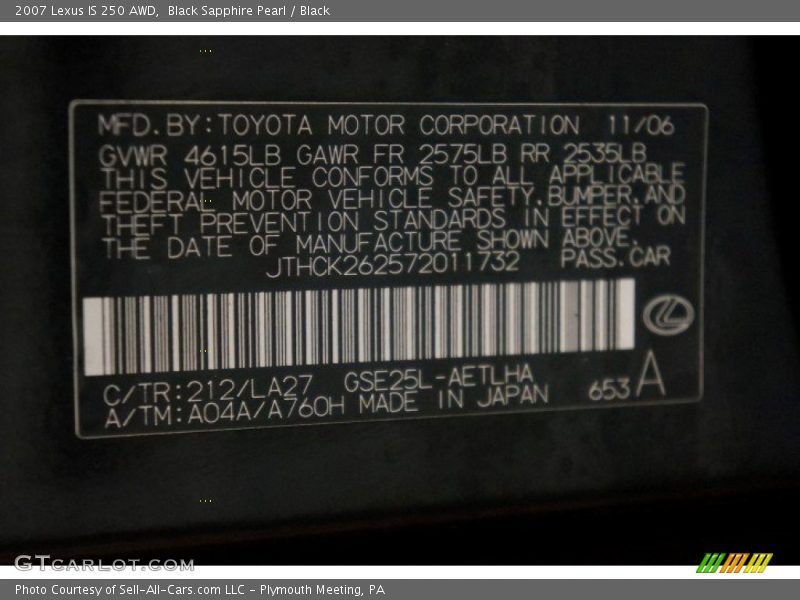 2007 Lexus IS 250 AWD,  Black Sapphire Pearl / Black
MFD. BY: TOYOTA MOTOR CORPORATION 11/06
GVWR 4615LB GAWR FR 2575LB RR 2535LB
THIS VEHICLE CONFORMS TO ALL APPLICABLE
FEDERAL MOTOR VEHICLE SAFETY, BUMPER, AND
THEFT PREVENTION STANDARDS IN EFFECT ON
THE DATE OF MANUFACTURE SHOWN ABOVE.
JTHCK262572011732 PASS. CAR
C/TR: 212/LA27 GSE25L-AETLHA
A/TM: A04A/A760H MADE IN JAPAN 653 A
GTcarlot.com
Photo Courtesy of Sell-All-Cars.com LLC - Plymouth Meeting, PA